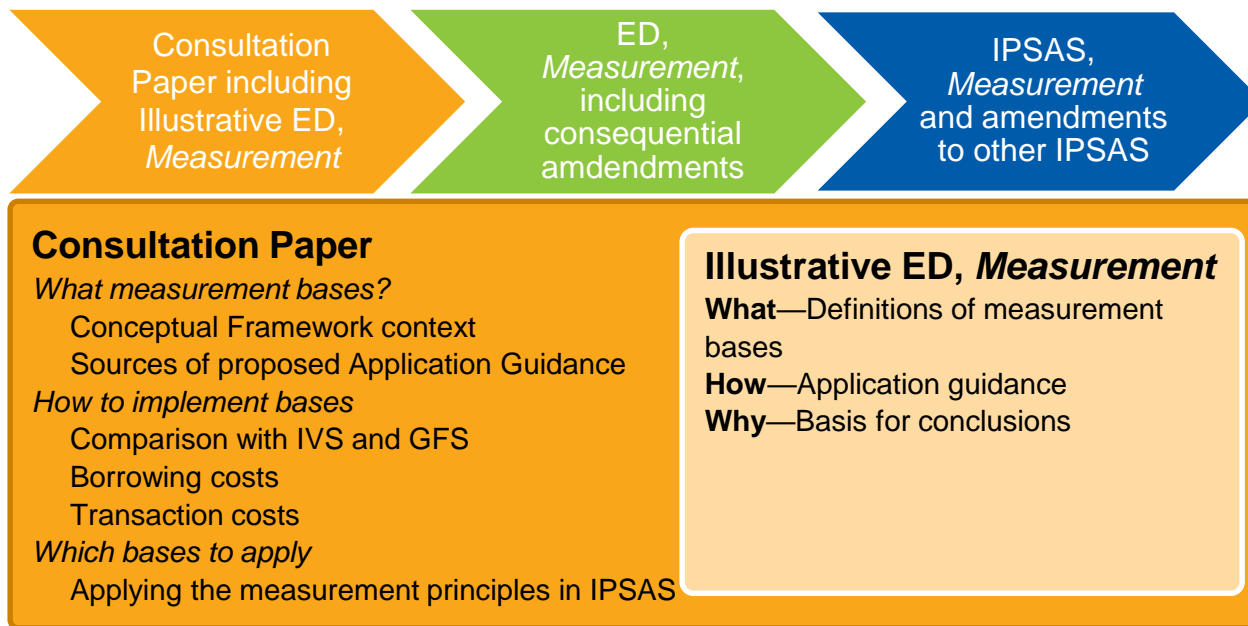 Consultation
Paper including
Illustrative ED,
Measurement
ED,
Measurement,
including
consequential
amdendments
IPSAS,
Measurement
and amendments
to other IPSAS
Consultation Paper
What measurement bases?
Conceptual Framework context
Sources of proposed Application Guidance
How to implement bases
Comparison with IVS and GFS
Borrowing costs
Transaction costs
Which bases to apply
Applying the measurement principles in IPSAS
Illustrative ED, Measurement
What—Definitions of measurement
bases
How—Application guidance
Why—Basis for conclusions